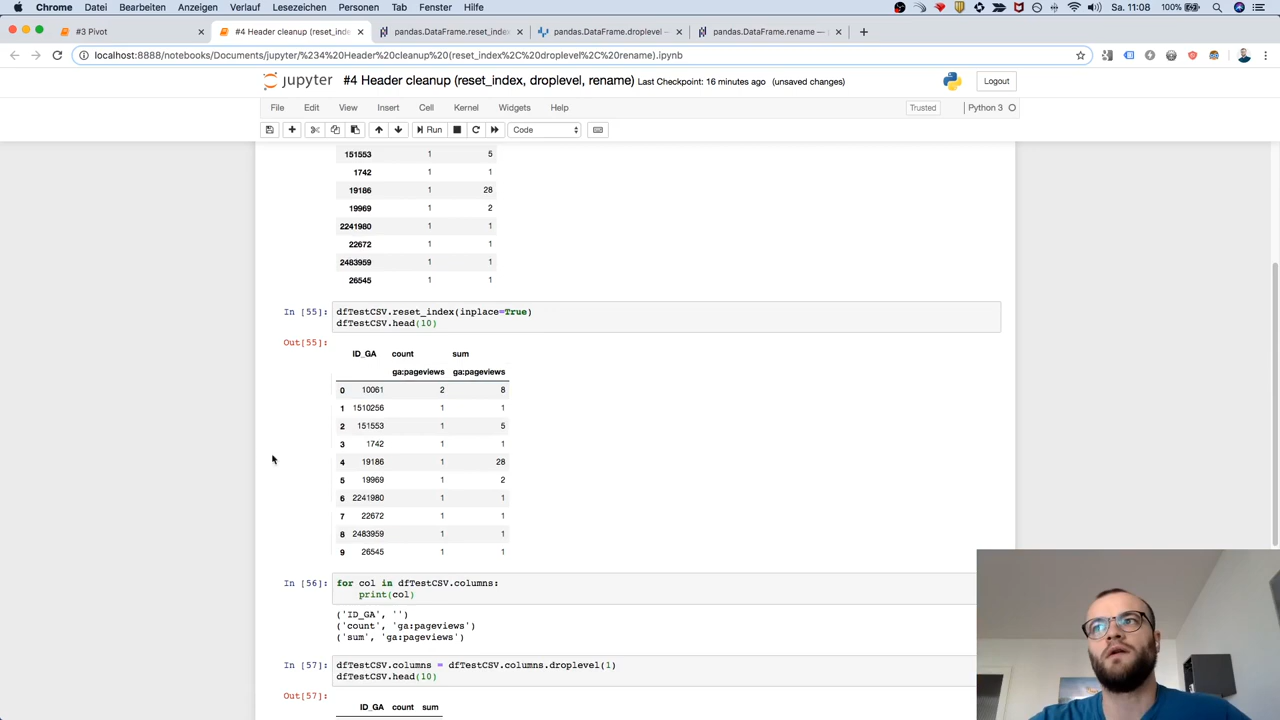 Chrome Datei Bearbeiten Anzeigen Verlauf Lesezeichen Personen Tab Fenster Hilfe 100% Sa. 11:08
#3 Pivot #4 Header cleanup (reset_inde pandas.DataFrame.reset_index pandas.DataFrame.droplevel — pandas.DataFrame.rename —
localhost:8888/notebooks/Documents/jupyter/%234%20Header%20cleanup%20(reset_index%2C%20droplevel%2C%20rename).ipynb
jupyter #4 Header cleanup (reset_index, droplevel, rename) Last Checkpoint: 16 minutes ago (unsaved changes) Logout
File Edit View Insert Cell Kernel Widgets Help Trusted Python 3
Run Code
151553 1 5
1742 1 1
19186 1 28
19969 1 2
2241980 1 1
22672 1 1
2483959 1 1
26545 1 1
In [55]: dfTestCSV.reset_index(inplace=True)
dfTestCSV.head(10)
Out[55]:
ID_GA count sum
ga:pageviews ga:pageviews
0 10061 2 8
1 1510256 1 1
2 151553 1 5
3 1742 1 1
4 19186 1 28
5 19969 1 2
6 2241980 1 1
7 22672 1 1
8 2483959 1 1
9 26545 1 1
In [56]: for col in dfTestCSV.columns:
print(col)
('ID_GA', '')
('count', 'ga:pageviews')
('sum', 'ga:pageviews')
In [57]: dfTestCSV.columns = dfTestCSV.columns.droplevel(1)
dfTestCSV.head(10)
Out[57]:
ID_GA count sum